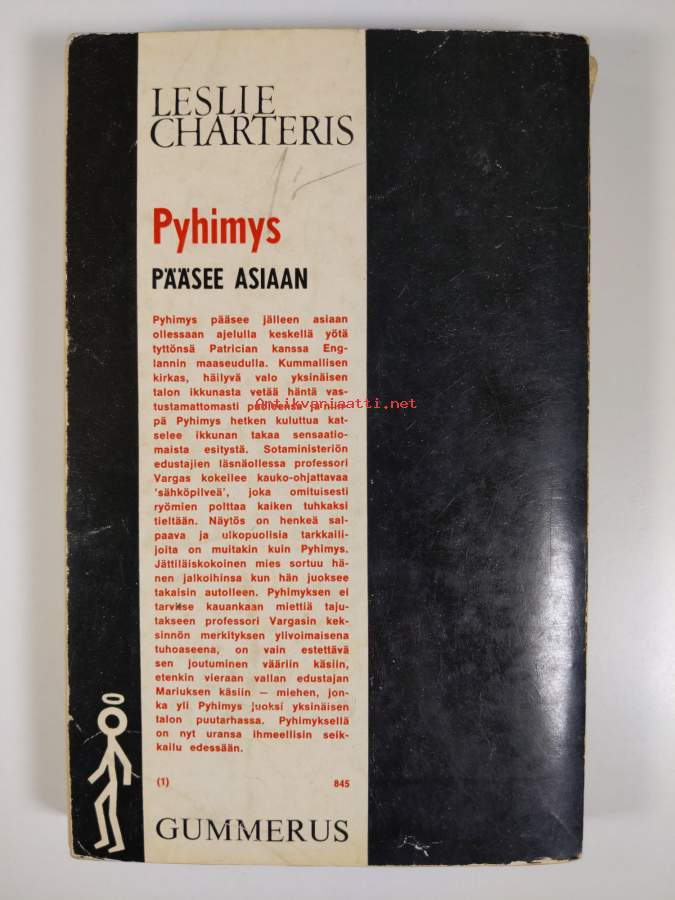 LESLIE
CHARTERIS
Pyhimys
PÄÄSEE ASIAAN
Pyhimys pääsee jälleen asiaan
ollessaan ajelulla keskellä yötä
tyttönsä Patrician kanssa Eng-
lannin maaseudulla. Kummallisen
kirkas, häilyvä valo yksinäisen
talon ikkunasta vetää häntä vas-
tustamattomasti puoleensa ja niin-
Antikvariaatti.net
pä Pyhimys hetken kuluttua kat-
selee ikkunan takaa sensaatio-
maista esitystä. Sotaministeriön
edustajien läsnäollessa professori
Vargas kokeilee kauko-ohjattavaa
'sähköpilveä', joka omituisesti
ryömien polttaa kaiken tuhkaksi
tieltään. Näytös on henkeä sal-
paava ja ulkopuolisia tarkkaili-
joita on muitakin kuin Pyhimys.
Jättiläiskokoinen mies sortuu hä-
nen jalkoihinsa kun hän juoksee
takaisin autolleen. Pyhimyksen ei
tarvitse kauankaan miettiä taju-
takseen professori Vargasin kek-
sinnön merkityksen ylivoimaisena
tuhoaseena, on vain estettävä
sen joutuminen vääriin käsiin,
etenkin vieraan vallan edustajan
Mariuksen käsiin — miehen, jon-
ka yli Pyhimys juoksi yksinäisen
talon puutarhassa. Pyhimyksellä
on nyt uransa ihmeellisin seik-
kailu edessään.
(1) 845
GUMMERUS